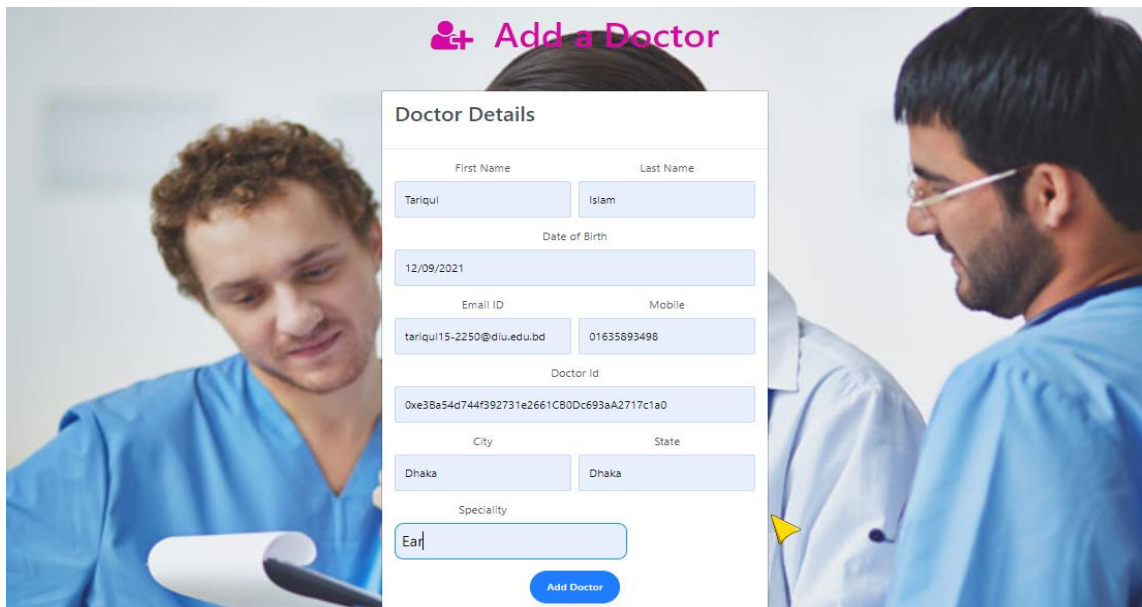 Add a Doctor
Doctor Details
First Name Last Name
Tariqul Islam
Date of Birth
12/09/2021
Email ID Mobile
tariqul15-2250@diu.edu.bd 01635893498
Doctor Id
0xe3Ba54d744f392731e2661CB0Dc693aA2717c1a0
City State
Dhaka Dhaka
Speciality
Ear
Add Doctor